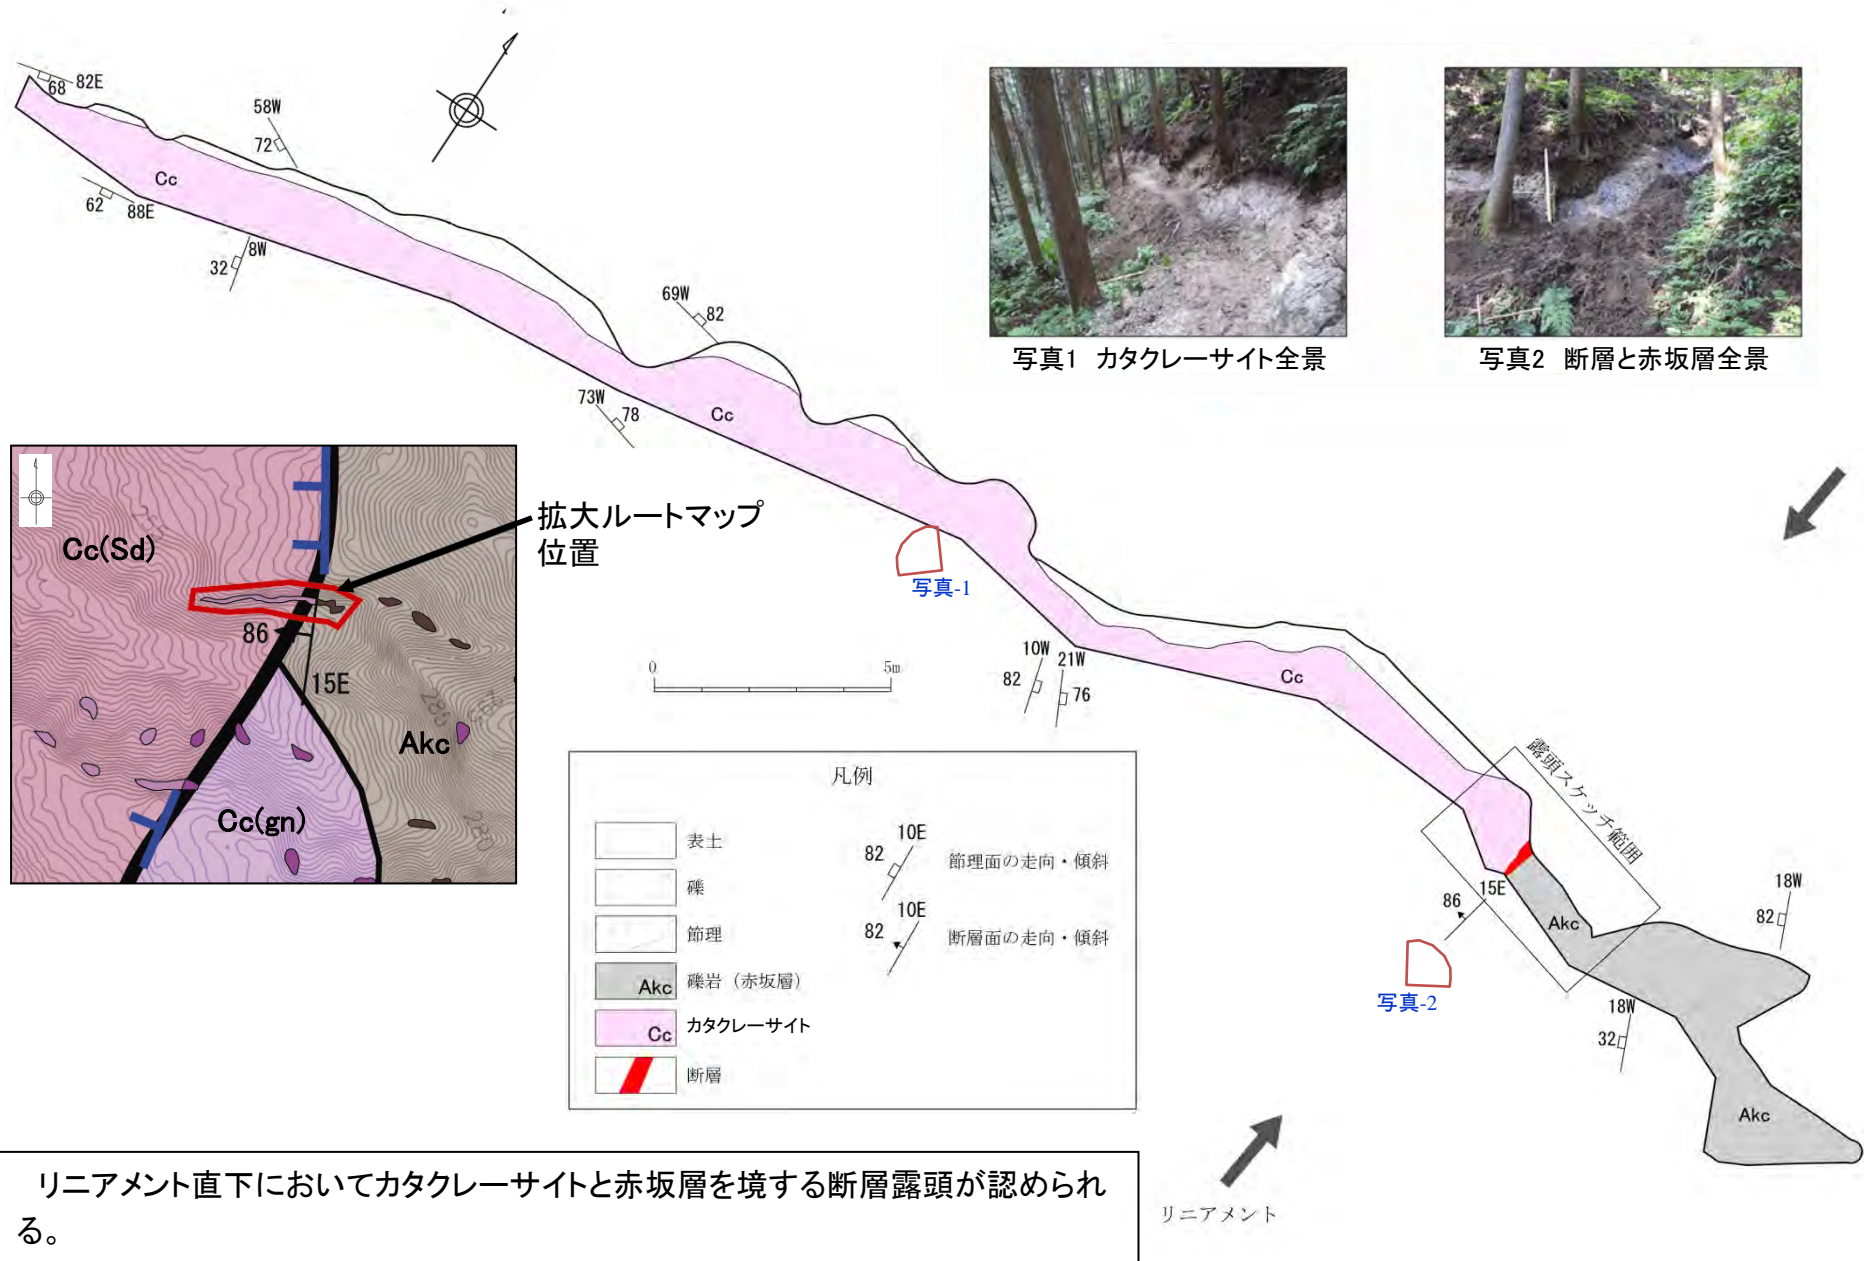 68
82E
58W
72
Cc
62
88E
8W
32
69W
82
写真1 カタクレーサイト全景
写真2 断層と赤坂層全景
73W
78
Cc
拡大ルートマップ
位置
Cc(Sd)
86
15E
Akc
285
280
Cc(gn)
写真-1
0
5m
10W
21W
82
76
Cc
露頭スケッチ範囲
凡例
表土
礫
節理
Akc
礫岩（赤坂層）
Cc
カタクレーサイト
断層
10E
82
節理面の走向・傾斜
10E
82
断層面の走向・傾斜
15E
86
Akc
18W
82
写真-2
18W
32
Akc
リニアメント
リニアメント直下においてカタクレーサイトと赤坂層を境する断層露頭が認められ
る。